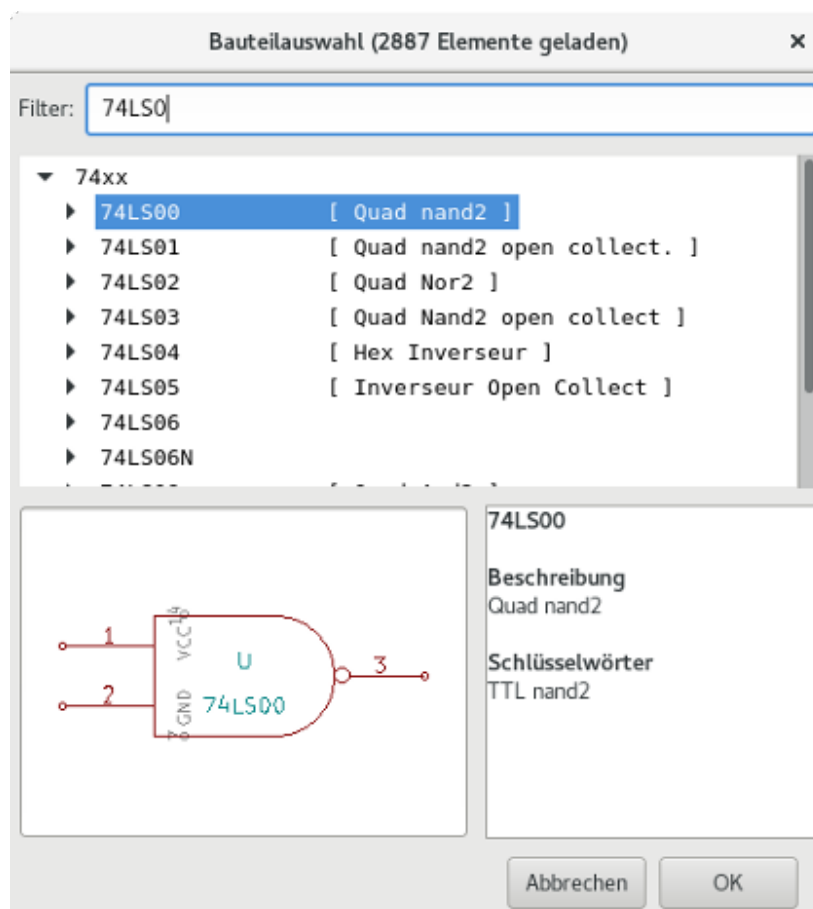 Bauteilauswahl (2887 Elemente geladen)
Filter: 74LS0
74xx
74LS00 [ Quad nand2 ]
74LS01 [ Quad nand2 open collect. ]
74LS02 [ Quad Nor2 ]
74LS03 [ Quad Nand2 open collect ]
74LS04 [ Hex Inverseur ]
74LS05 [ Inverseur Open Collect ]
74LS06
74LS06N
74LS00
Beschreibung
Quad nand2
Schlüsselwörter
TTL nand2
14
VCC
1
U
3
2
GND
74LS00
7
Abbrechen OK